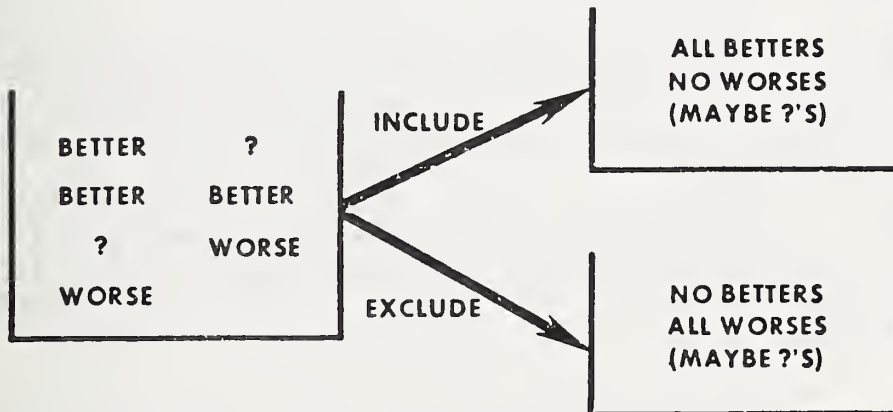 BETTER ?
BETTER BETTER
? WORSE
WORSE
INCLUDE
EXCLUDE
ALL BETTERS
NO WORSES
(MAYBE ?'S)
NO BETTERS
ALL WORSES
(MAYBE ?'S)